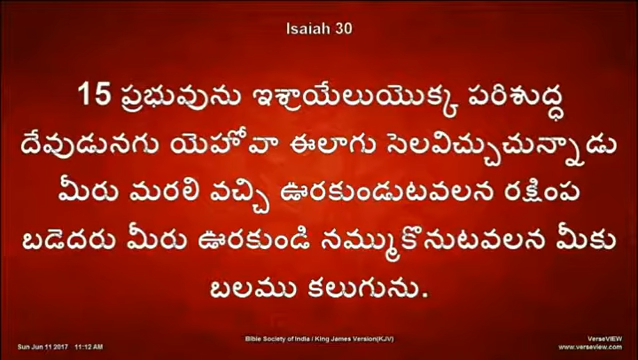 Isaiah 30
15 ప్రభువును ఇశ్రాయేలుయొక్క పరిశుద్ధ
దేవుడునగు యెహోవా ఈలాగు సెలవిచ్చుచున్నాడు
మీరు మరలి వచ్చి ఊరకుండుటవలన రక్షింప
బడెదరు మీరు ఊరకుండి నమ్ముకొనుటవలన మీకు
బలము కలుగును.
Bible Society of India / King James Version(KJV)
VerseVIEW
Sun Jun 11 2017 11:12 AM
www.verseview.com